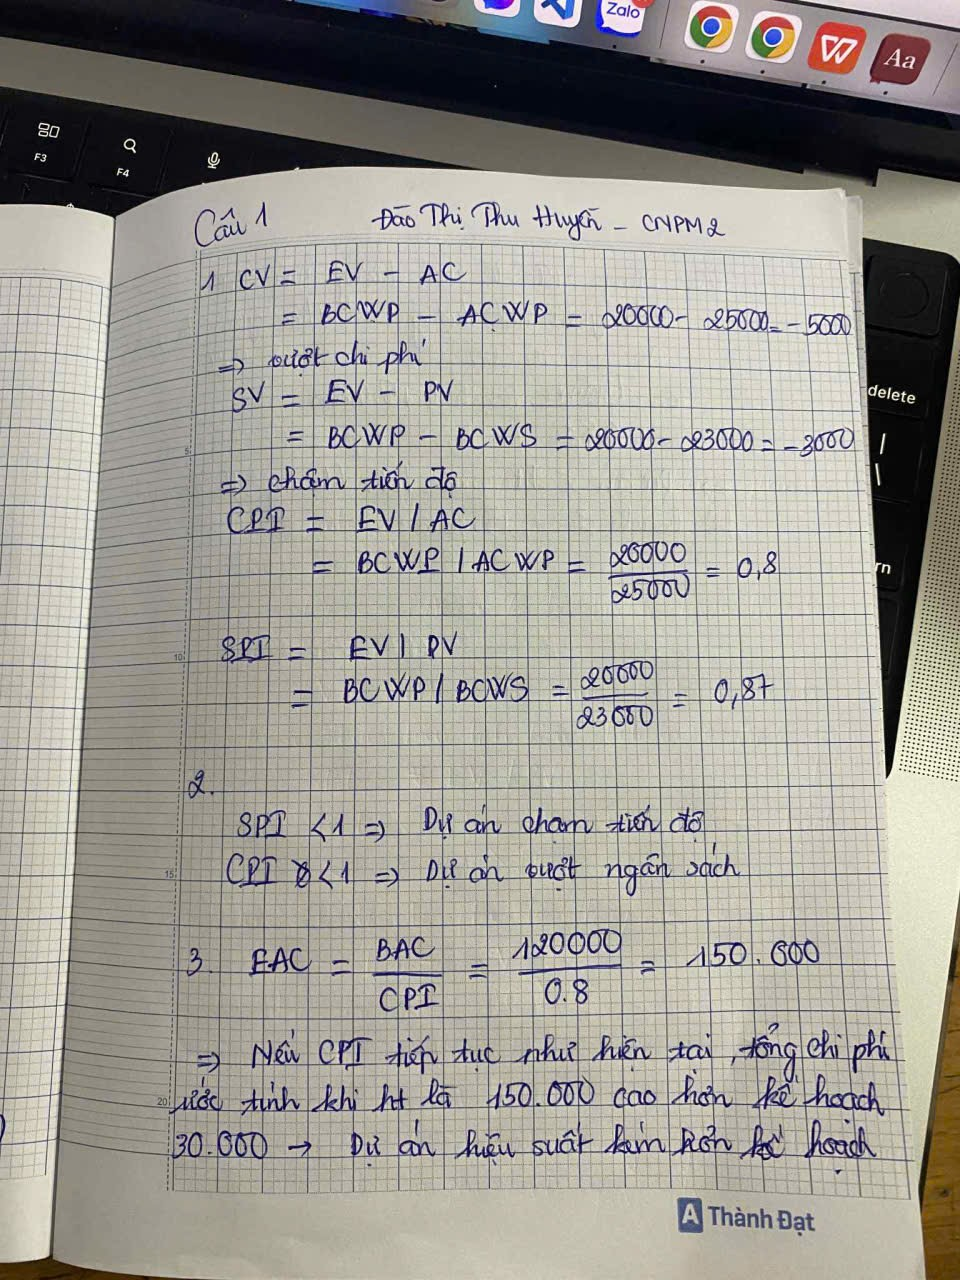 Zalo
Aa
F3
F4
delete
rn
Câu 1 Đào Thị Thu Huyền - CNPM2
1 CV = EV - AC
= BCWP - ACWP = 20000 - 25000 = -5000
=> vượt chi phí
SV = EV - PV
= BCWP - BCWS = 20000 - 23000 = -3000
5
=> chậm tiến độ
CPI = EV / AC
= BCWP / ACWP = 20000 / 25000 = 0,8
10
SPI = EV / PV
= BCWP / BCWS = 20000 / 23000 = 0,87
2.
SPI < 1 => Dự án chậm tiến độ
15
CPI < 1 => Dự án vượt ngân sách
3. EAC = BAC / CPI = 120000 / 0.8 = 150.000
=> Nếu CPI tiếp tục như hiện tại, tổng chi phí
20
ước tính khi ht là 150.000 cao hơn kế hoạch
30.000 → Dự án hiệu suất kém hơn kế hoạch
A Thành Đạt